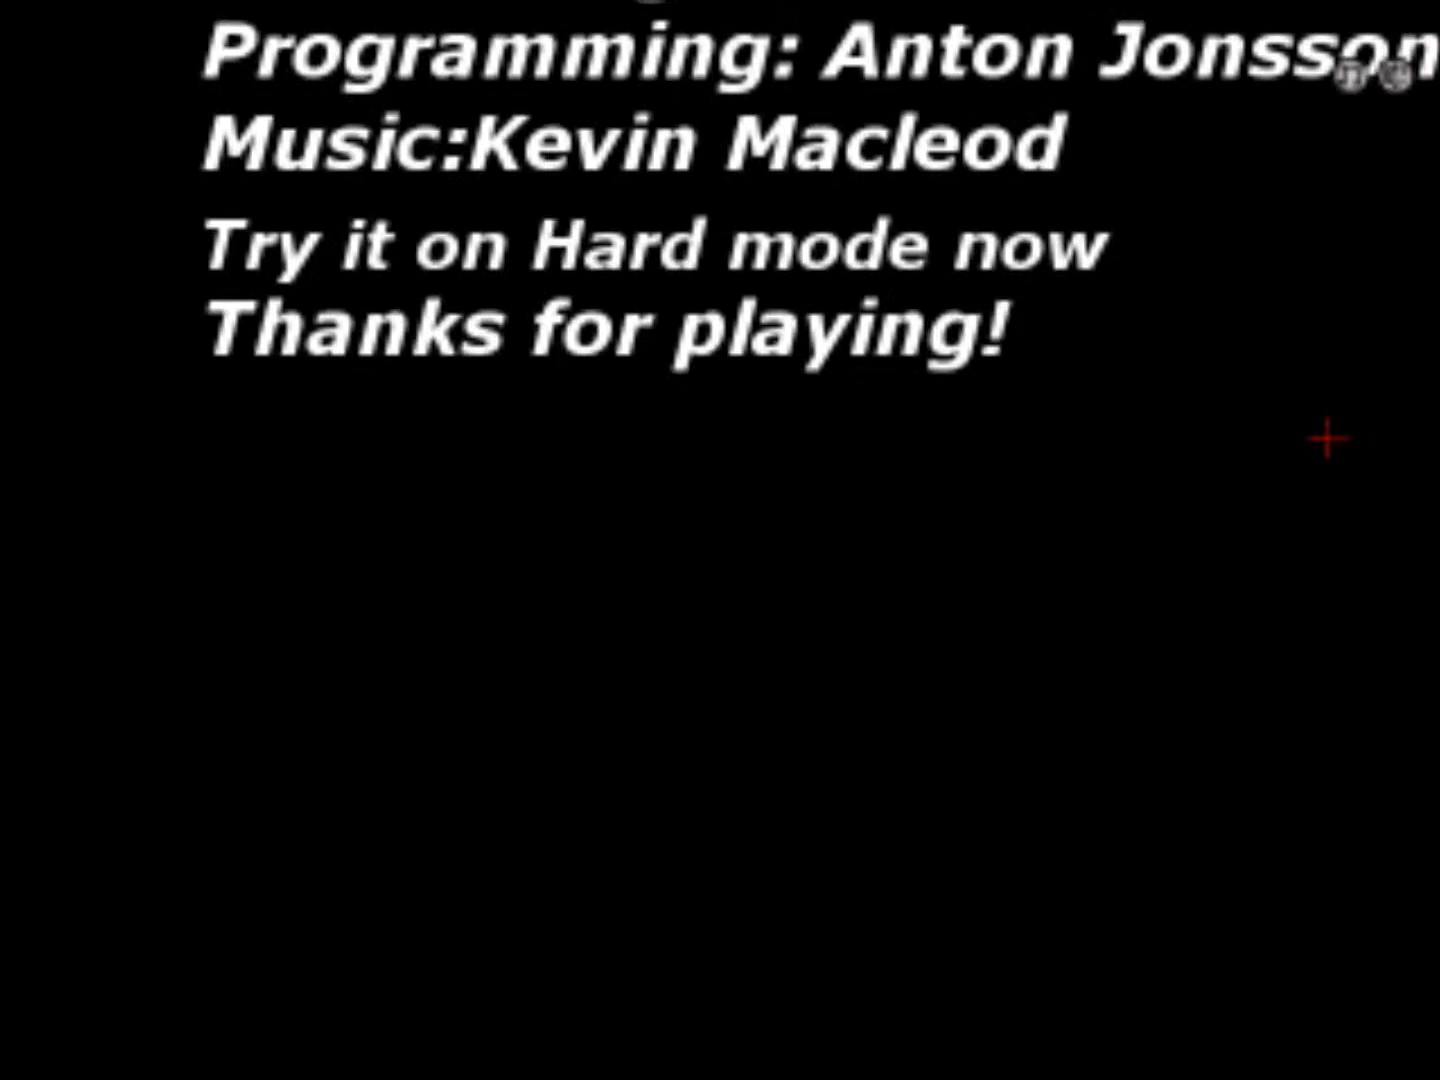 Programming: Anton Jonsson
Music:Kevin Macleod
Try it on Hard mode now
Thanks for playing!